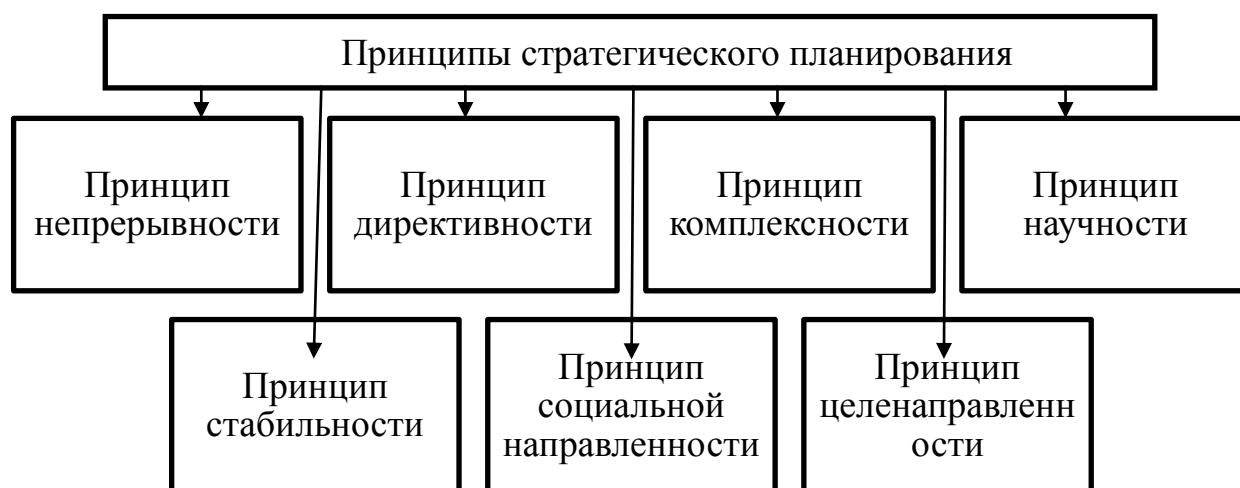 Принципы стратегического планирования
Принцип
непрерывности
Принцип
директивности
Принцип
комплексности
Принцип
научности
Принцип
стабильности
Принцип
социальной
направленности
Принцип
целенаправленн
ости